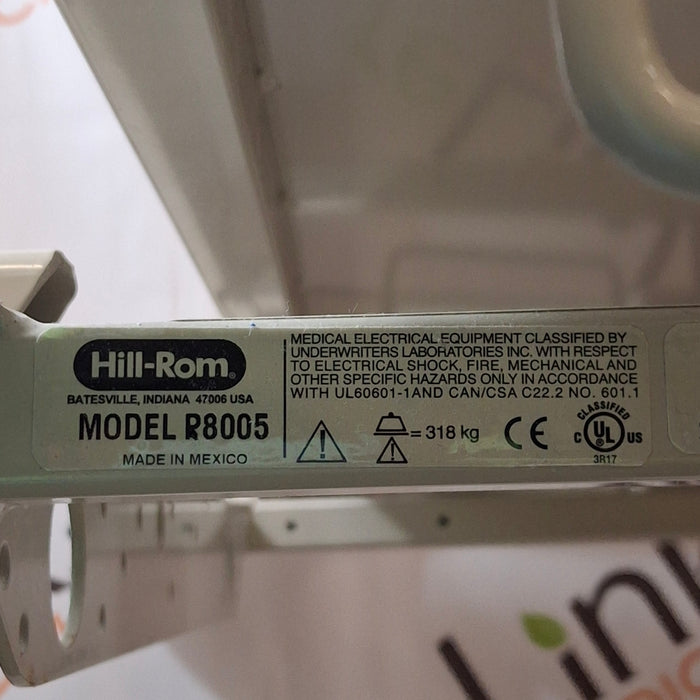 Hill-Rom®
BATESVILLE, INDIANA 47006 USA
MODEL R8005
MADE IN MEXICO
MEDICAL ELECTRICAL EQUIPMENT CLASSIFIED BY
UNDERWRITERS LABORATORIES INC. WITH RESPECT
TO ELECTRICAL SHOCK, FIRE, MECHANICAL AND
OTHER SPECIFIC HAZARDS ONLY IN ACCORDANCE
WITH UL60601-1AND CAN/CSA C22.2 NO. 601.1
= 318 kg
CE
CLASSIFIED
C UL US
3R17
Link